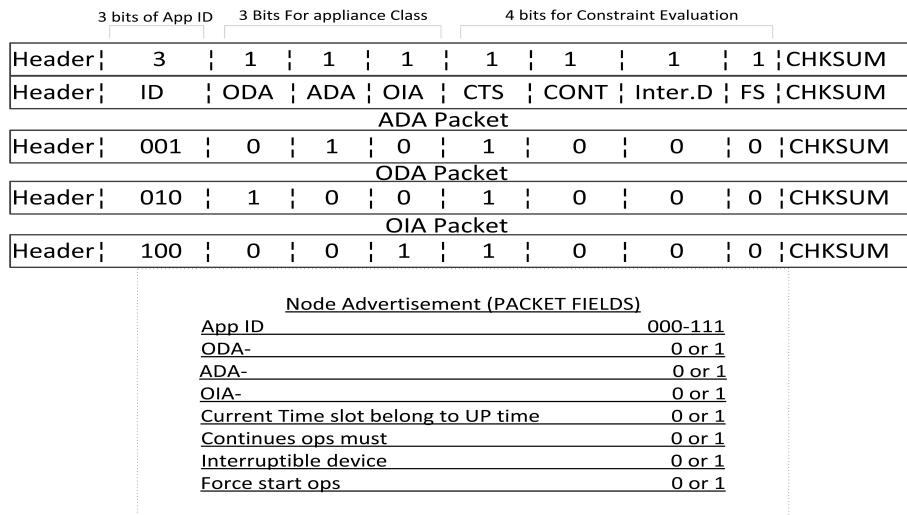 3 bits of App ID 3 Bits For appliance Class 4 bits for Constraint Evaluation
Header 3 1 1 1 1 1 1 1 CHKSUM
Header ID ODA ADA OIA CTS CONT Inter.D FS CHKSUM
ADA Packet
Header 001 0 1 0 1 0 0 0 CHKSUM
ODA Packet
Header 010 1 0 0 1 0 0 0 CHKSUM
OIA Packet
Header 100 0 0 1 1 0 0 0 CHKSUM
Node Advertisement (PACKET FIELDS)
App ID 000-111
ODA- 0 or 1
ADA- 0 or 1
OIA- 0 or 1
Current Time slot belong to UP time 0 or 1
Continues ops must 0 or 1
Interruptible device 0 or 1
Force start ops 0 or 1